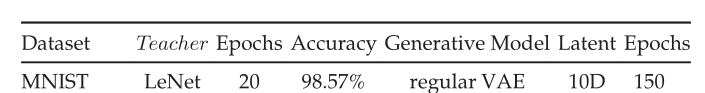 Dataset Teacher Epochs Accuracy Generative Model Latent Epochs
MNIST LeNet 20 98.57% regular VAE 10D 150